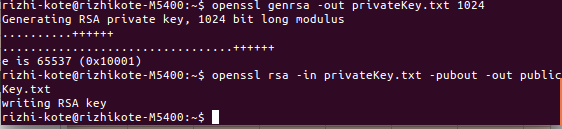 rizhi-kote@rizhikote-M5400:~$ openssl genrsa -out privateKey.txt 1024
Generating RSA private key, 1024 bit long modulus
..........++++++
.................................++++++
e is 65537 (0x10001)
rizhi-kote@rizhikote-M5400:~$ openssl rsa -in privateKey.txt -pubout -out public
Key.txt
writing RSA key
rizhi-kote@rizhikote-M5400:~$